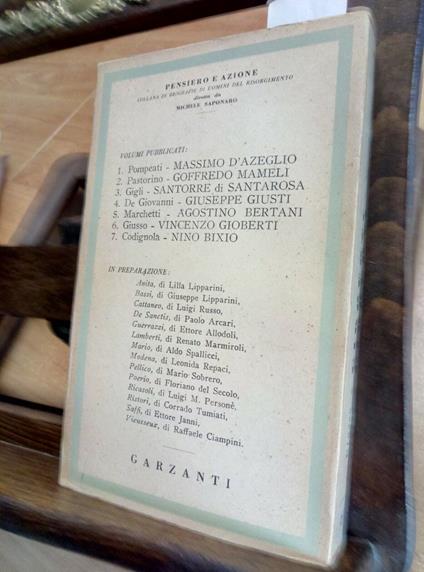 PENSIERO E AZIONE
COLLANA DI BIOGRAFIE DI UOMINI DEL RISORGIMENTO
diretta da
MICHELE SAPONARO
VOLUMI PUBBLICATI:
1. Pompeati - MASSIMO D'AZEGLIO
2. Pastorino - GOFFREDO MAMELI
3. Gigli - SANTORRE di SANTAROSA
4. De Giovanni - GIUSEPPE GIUSTI
5. Marchetti - AGOSTINO BERTANI
6. Giusso - VINCENZO GIOBERTI
7. Codignola - NINO BIXIO
IN PREPARAZIONE:
Anita, di Lilla Lipparini,
Bassi, di Giuseppe Lipparini,
Cattaneo, di Luigi Russo,
De Sanctis, di Paolo Arcari,
Guerrazzi, di Ettore Allodoli,
Lamberti, di Renato Marmiroli,
Mario, di Aldo Spallicci,
Modena, di Leonida Repaci,
Pellico, di Mario Sobrero,
Poerio, di Floriano del Secolo,
Ricasoli, di Luigi M. Personè,
Ristori, di Corrado Tumiati,
Saffi, di Ettore Janni,
Vieusseux, di Raffaele Ciampini.
GARZANTI